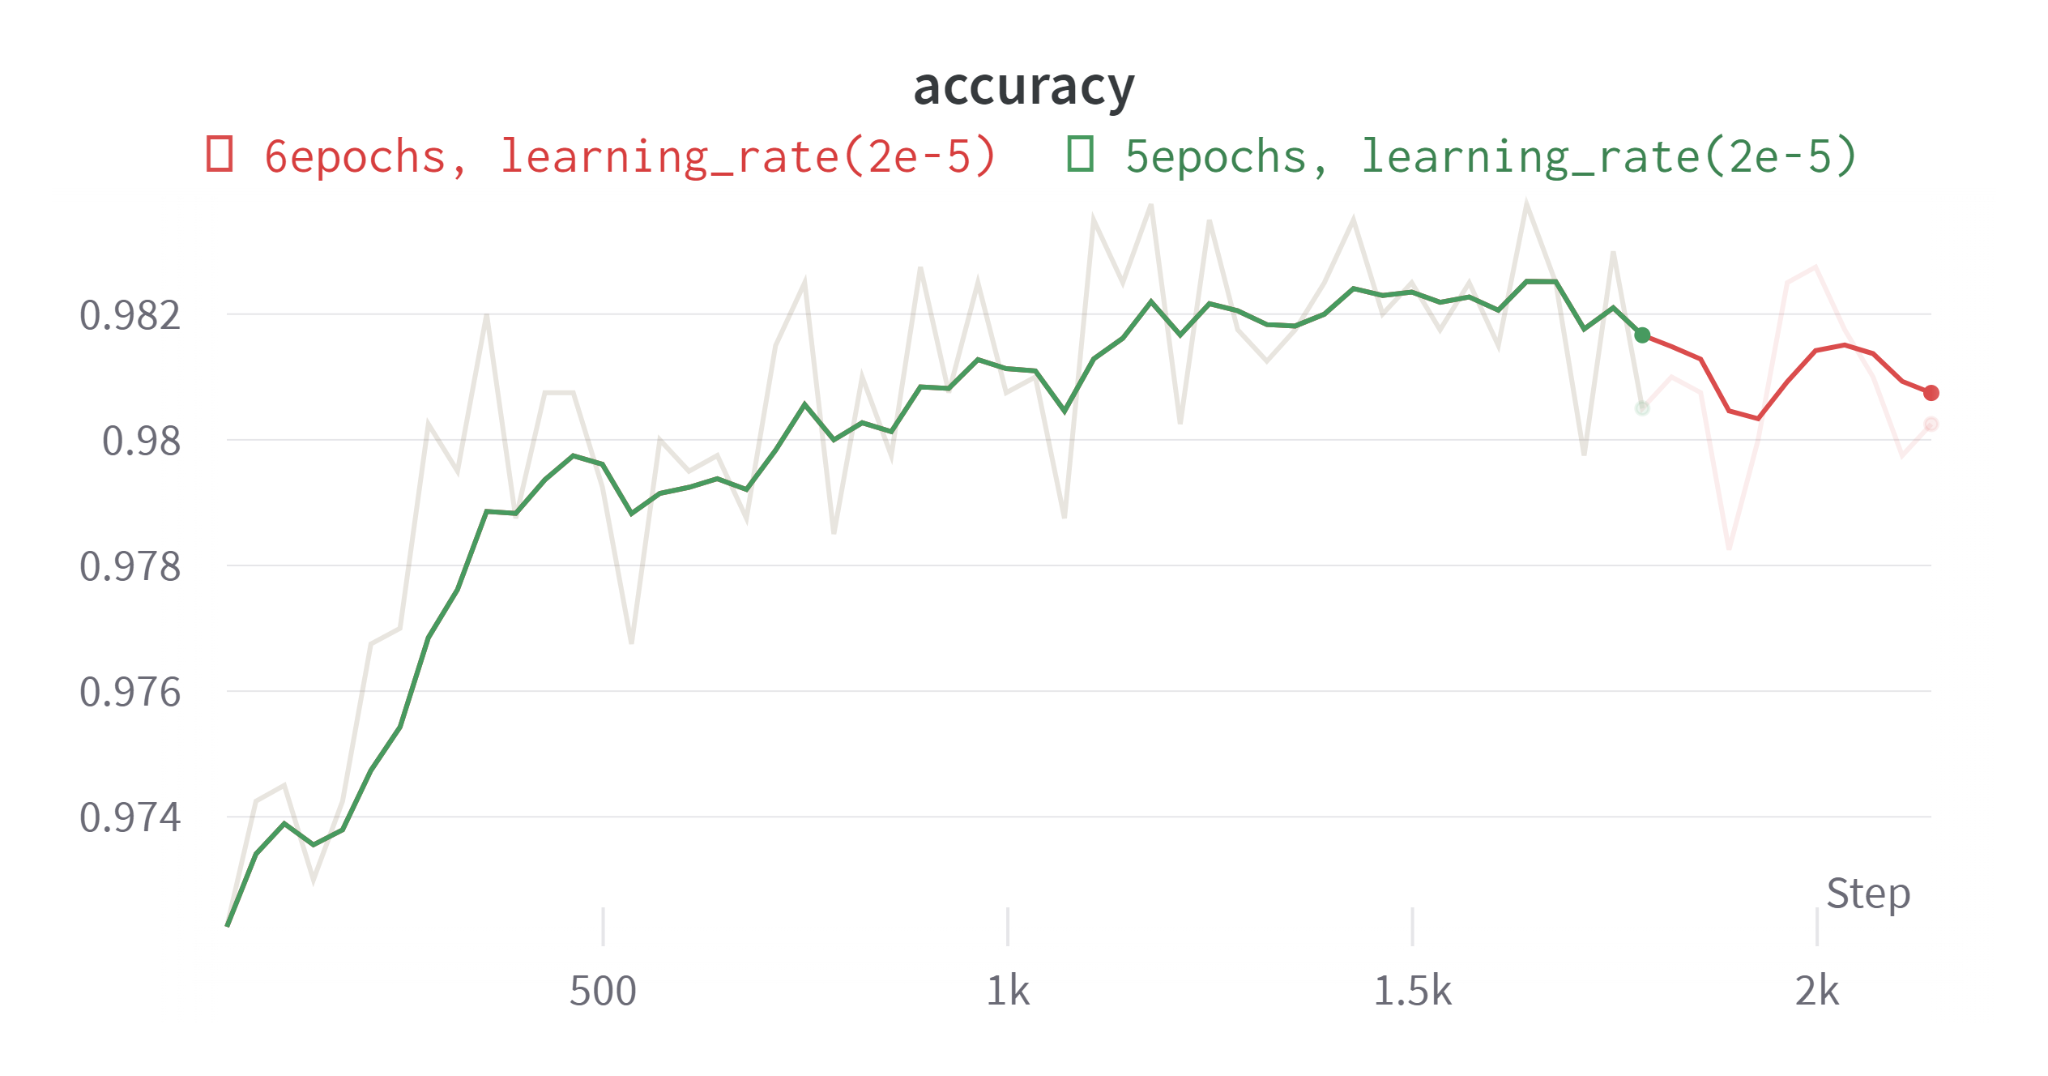 accuracy
6epochs, learning_rate(2e-5) 5epochs, learning_rate(2e-5)
0.982
0.98
0.978
0.976
0.974
Step
500 1k 1.5k 2k